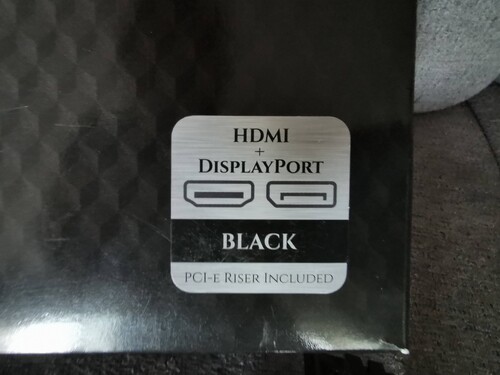 HDMI
+
DISPLAYPORT
BLACK
PCI-E RISER INCLUDED